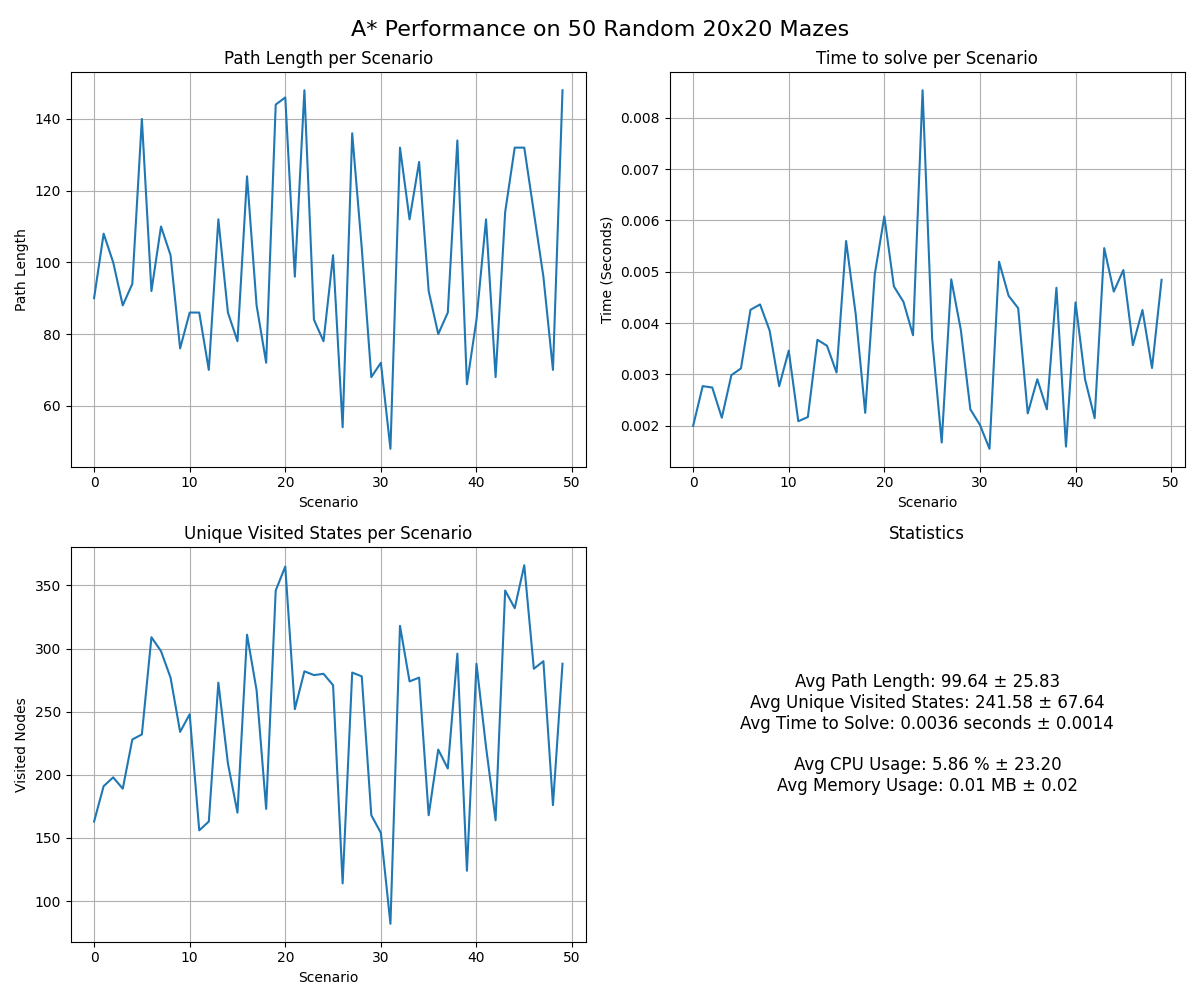 A* Performance on 50 Random 20x20 Mazes
Path Length per Scenario
140
120
100
80
60
Path Length
0 10 20 30 40 50
Scenario
Time to solve per Scenario
0.008
0.007
0.006
0.005
0.004
0.003
0.002
Time (Seconds)
0 10 20 30 40 50
Scenario
Unique Visited States per Scenario
350
300
250
200
150
100
Visited Nodes
0 10 20 30 40 50
Scenario
Statistics
Avg Path Length: 99.64 ± 25.83
Avg Unique Visited States: 241.58 ± 67.64
Avg Time to Solve: 0.0036 seconds ± 0.0014
Avg CPU Usage: 5.86 % ± 23.20
Avg Memory Usage: 0.01 MB ± 0.02